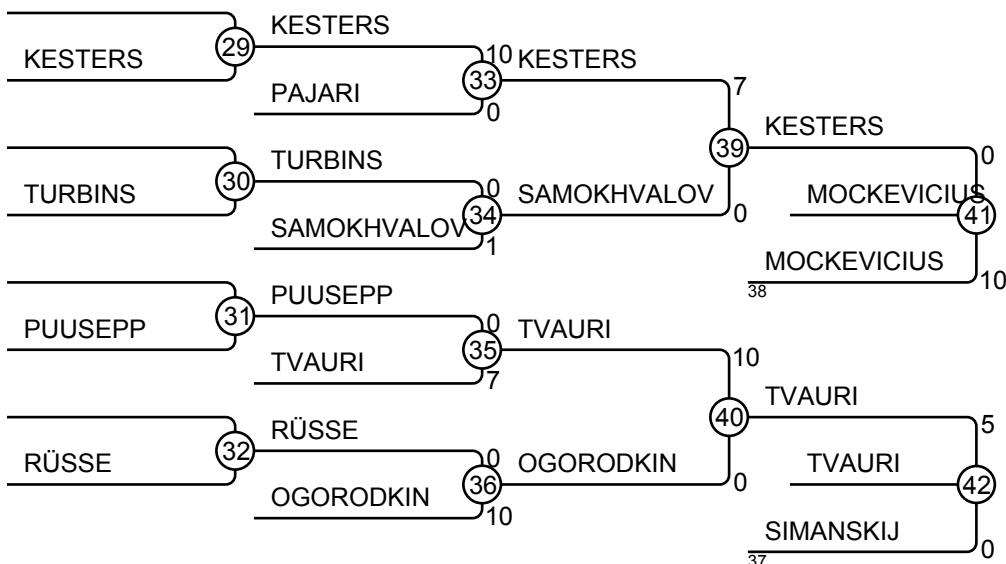 KESTERS
29
KESTERS
10
PAJARI
33
0
KESTERS
7
TURBINS
30
TURBINS
0
SAMOKHVALOV
34
1
SAMOKHVALOV
39
0
KESTERS
0
MOCKEVICIUS
41
MOCKEVICIUS
38
10
PUUSEPP
31
PUUSEPP
0
TVAURI
35
7
TVAURI
10
RÜSSE
32
RÜSSE
0
OGORODKIN
36
10
OGORODKIN
40
0
TVAURI
5
TVAURI
42
SIMANSKIJ
37
0